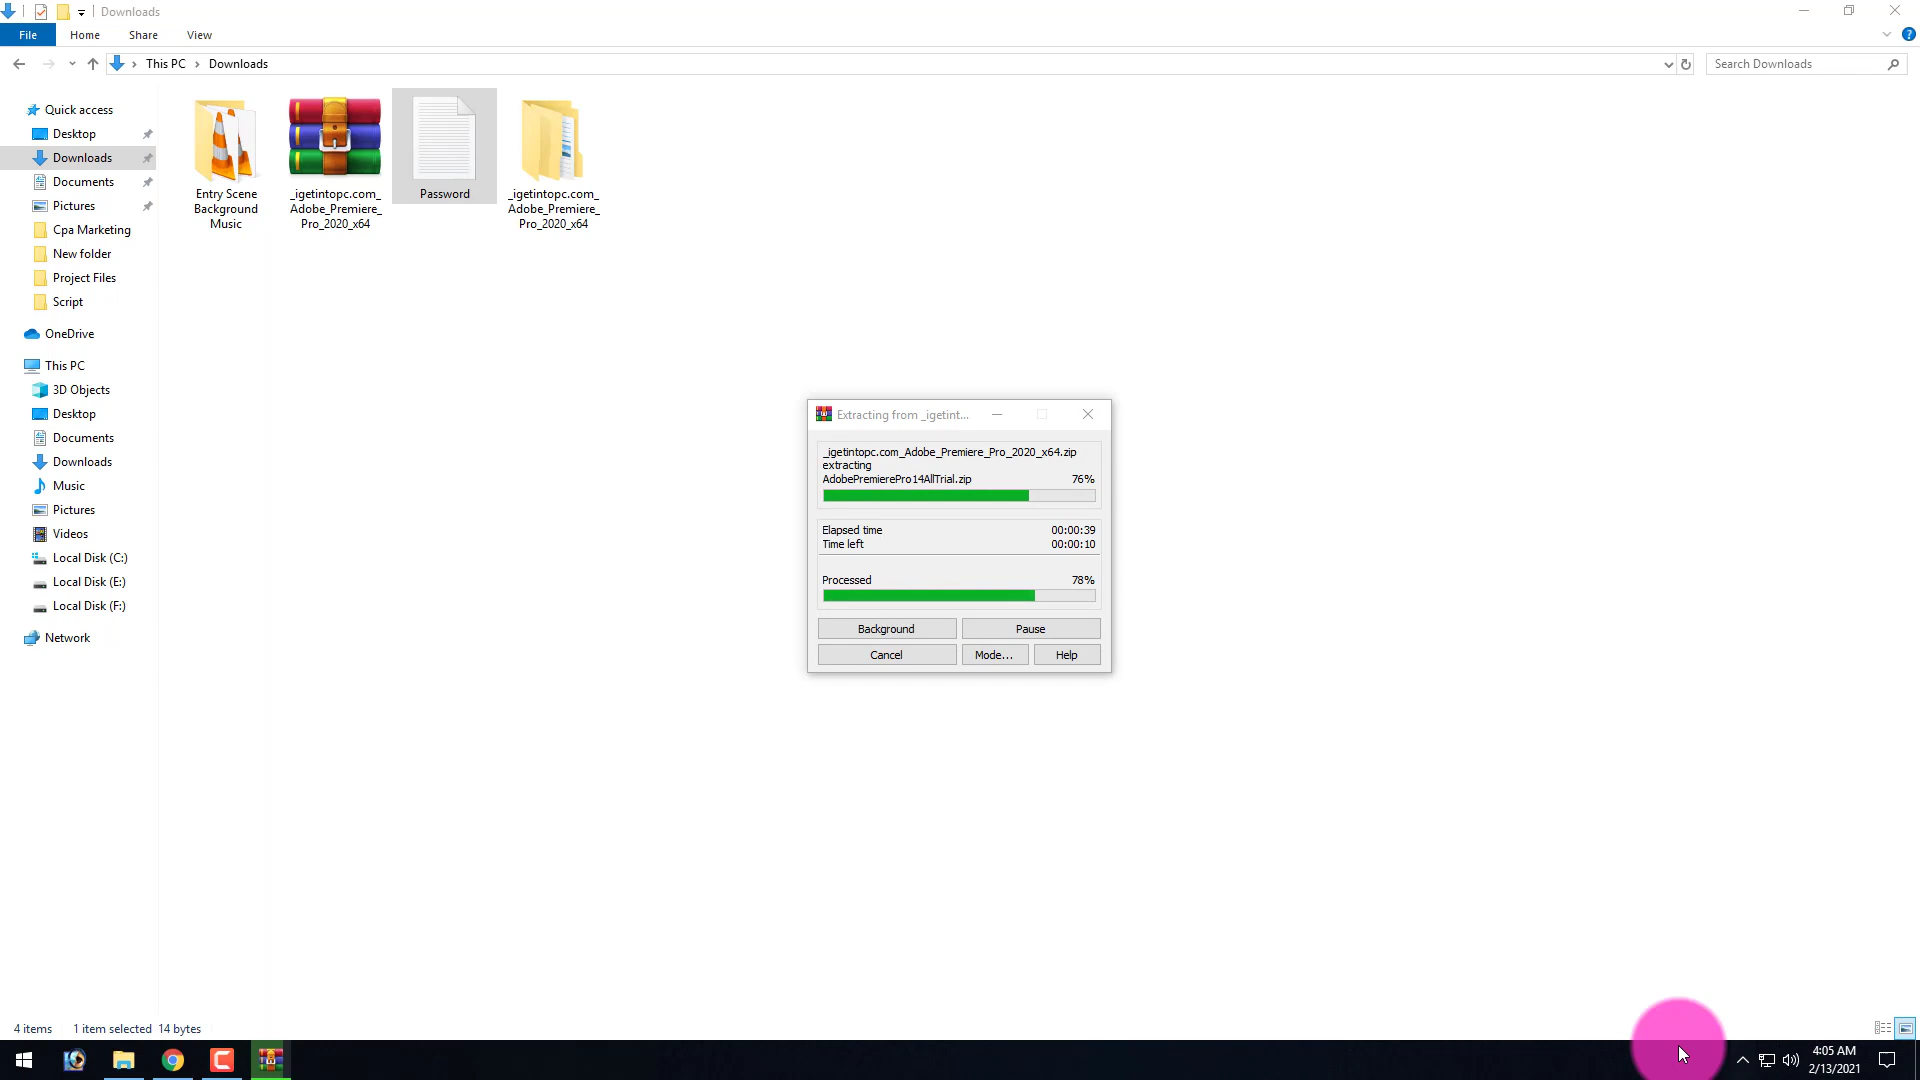 Downloads
File Home Share View
This PC > Downloads
Search Downloads
Quick access
Desktop
Downloads
Documents
Pictures
Cpa Marketing
New folder
Project Files
Script
OneDrive
This PC
3D Objects
Desktop
Documents
Downloads
Music
Pictures
Videos
Local Disk (C:)
Local Disk (E:)
Local Disk (F:)
Network
Entry Scene
Background
Music
_igetintopc.com_
Adobe_Premiere_
Pro_2020_x64
Password
_igetintopc.com_
Adobe_Premiere_
Pro_2020_x64
Extracting from _igetint...
_igetintopc.com_Adobe_Premiere_Pro_2020_x64.zip
extracting
AdobePremierePro14AllTrial.zip 76%
Elapsed time 00:00:39
Time left 00:00:10
Processed 78%
Background Pause
Cancel Mode... Help
4 items 1 item selected 14 bytes
4:05 AM
2/13/2021